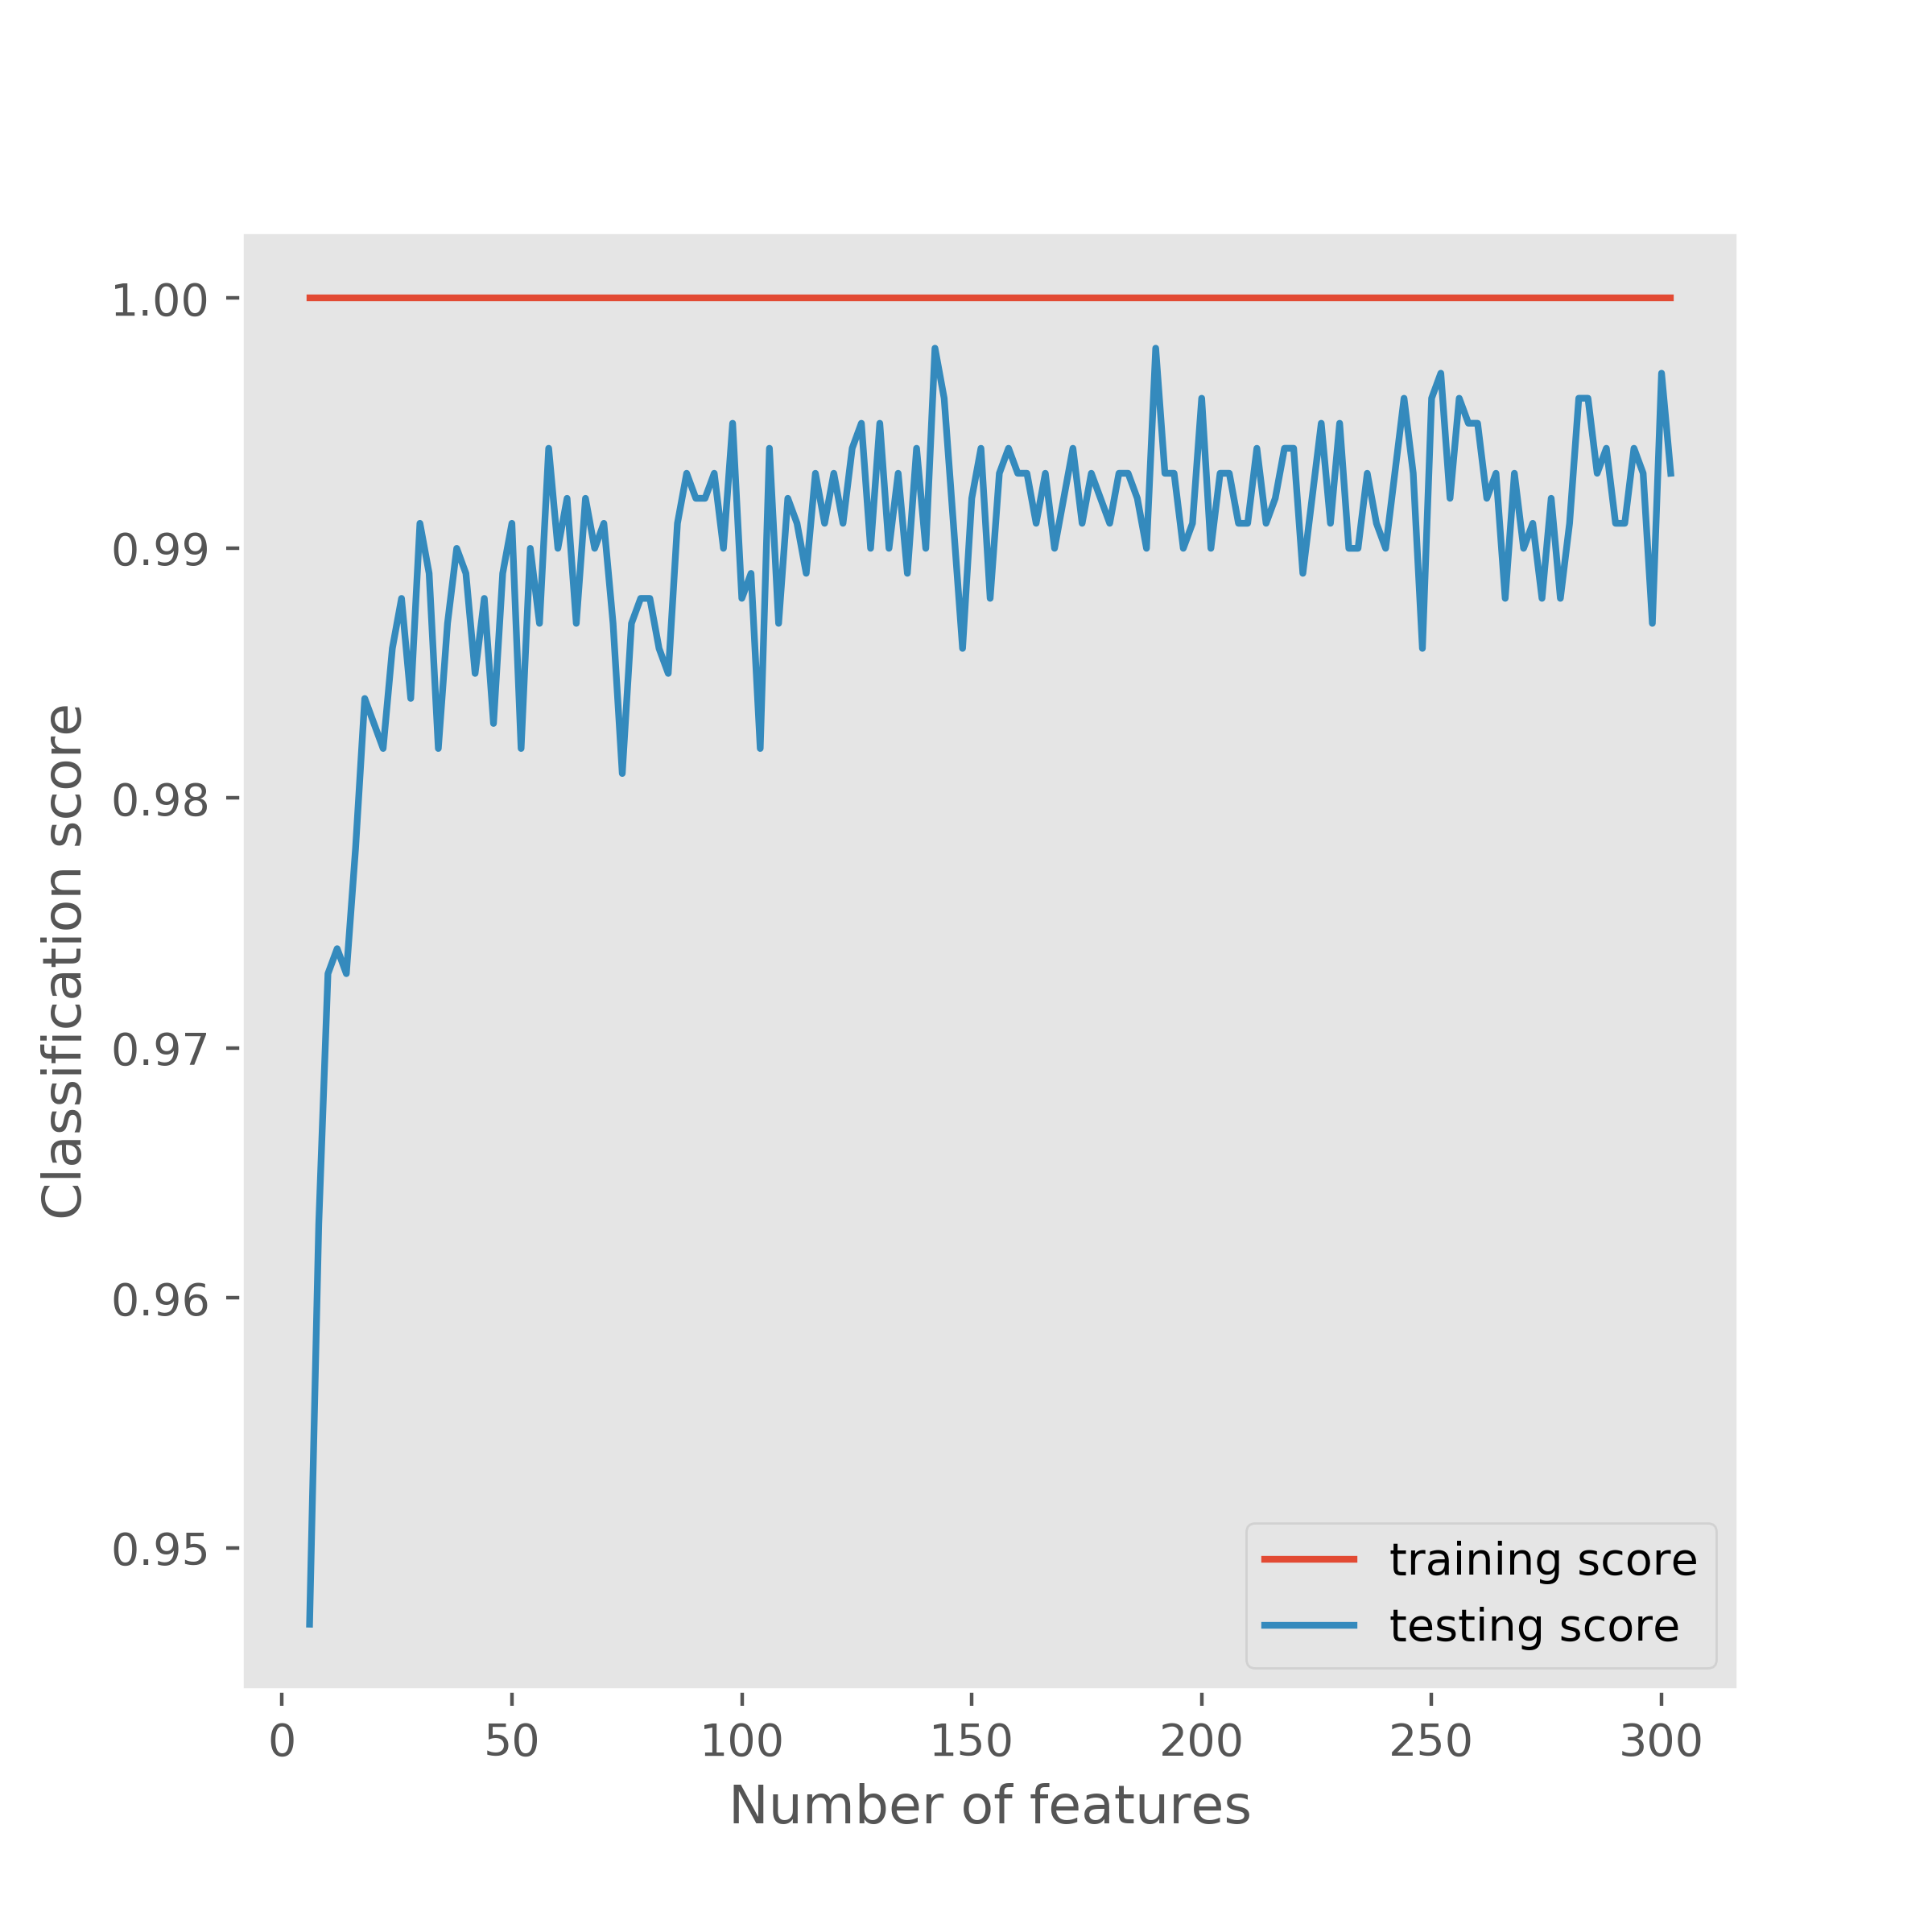 1.00
0.99
0.98
0.97
0.96
0.95
Classification score
training score
testing score
0 50 100 150 200 250 300
Number of features